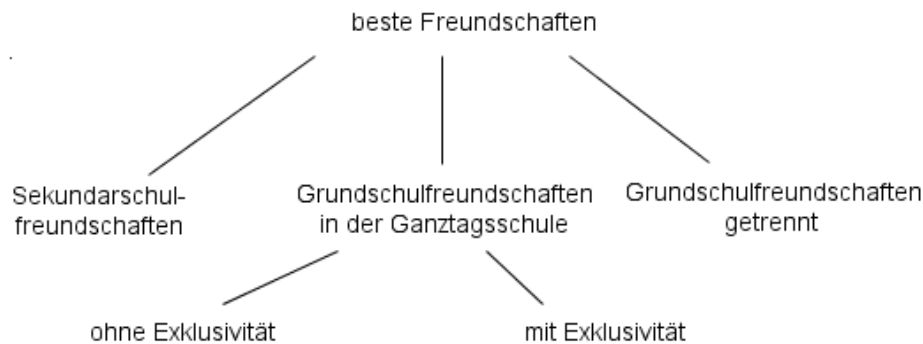 beste Freundschaften
Sekundarschul-
freundschaften
Grundschulfreundschaften
in der Ganztagsschule
Grundschulfreundschaften
getrennt
ohne Exklusivität
mit Exklusivität